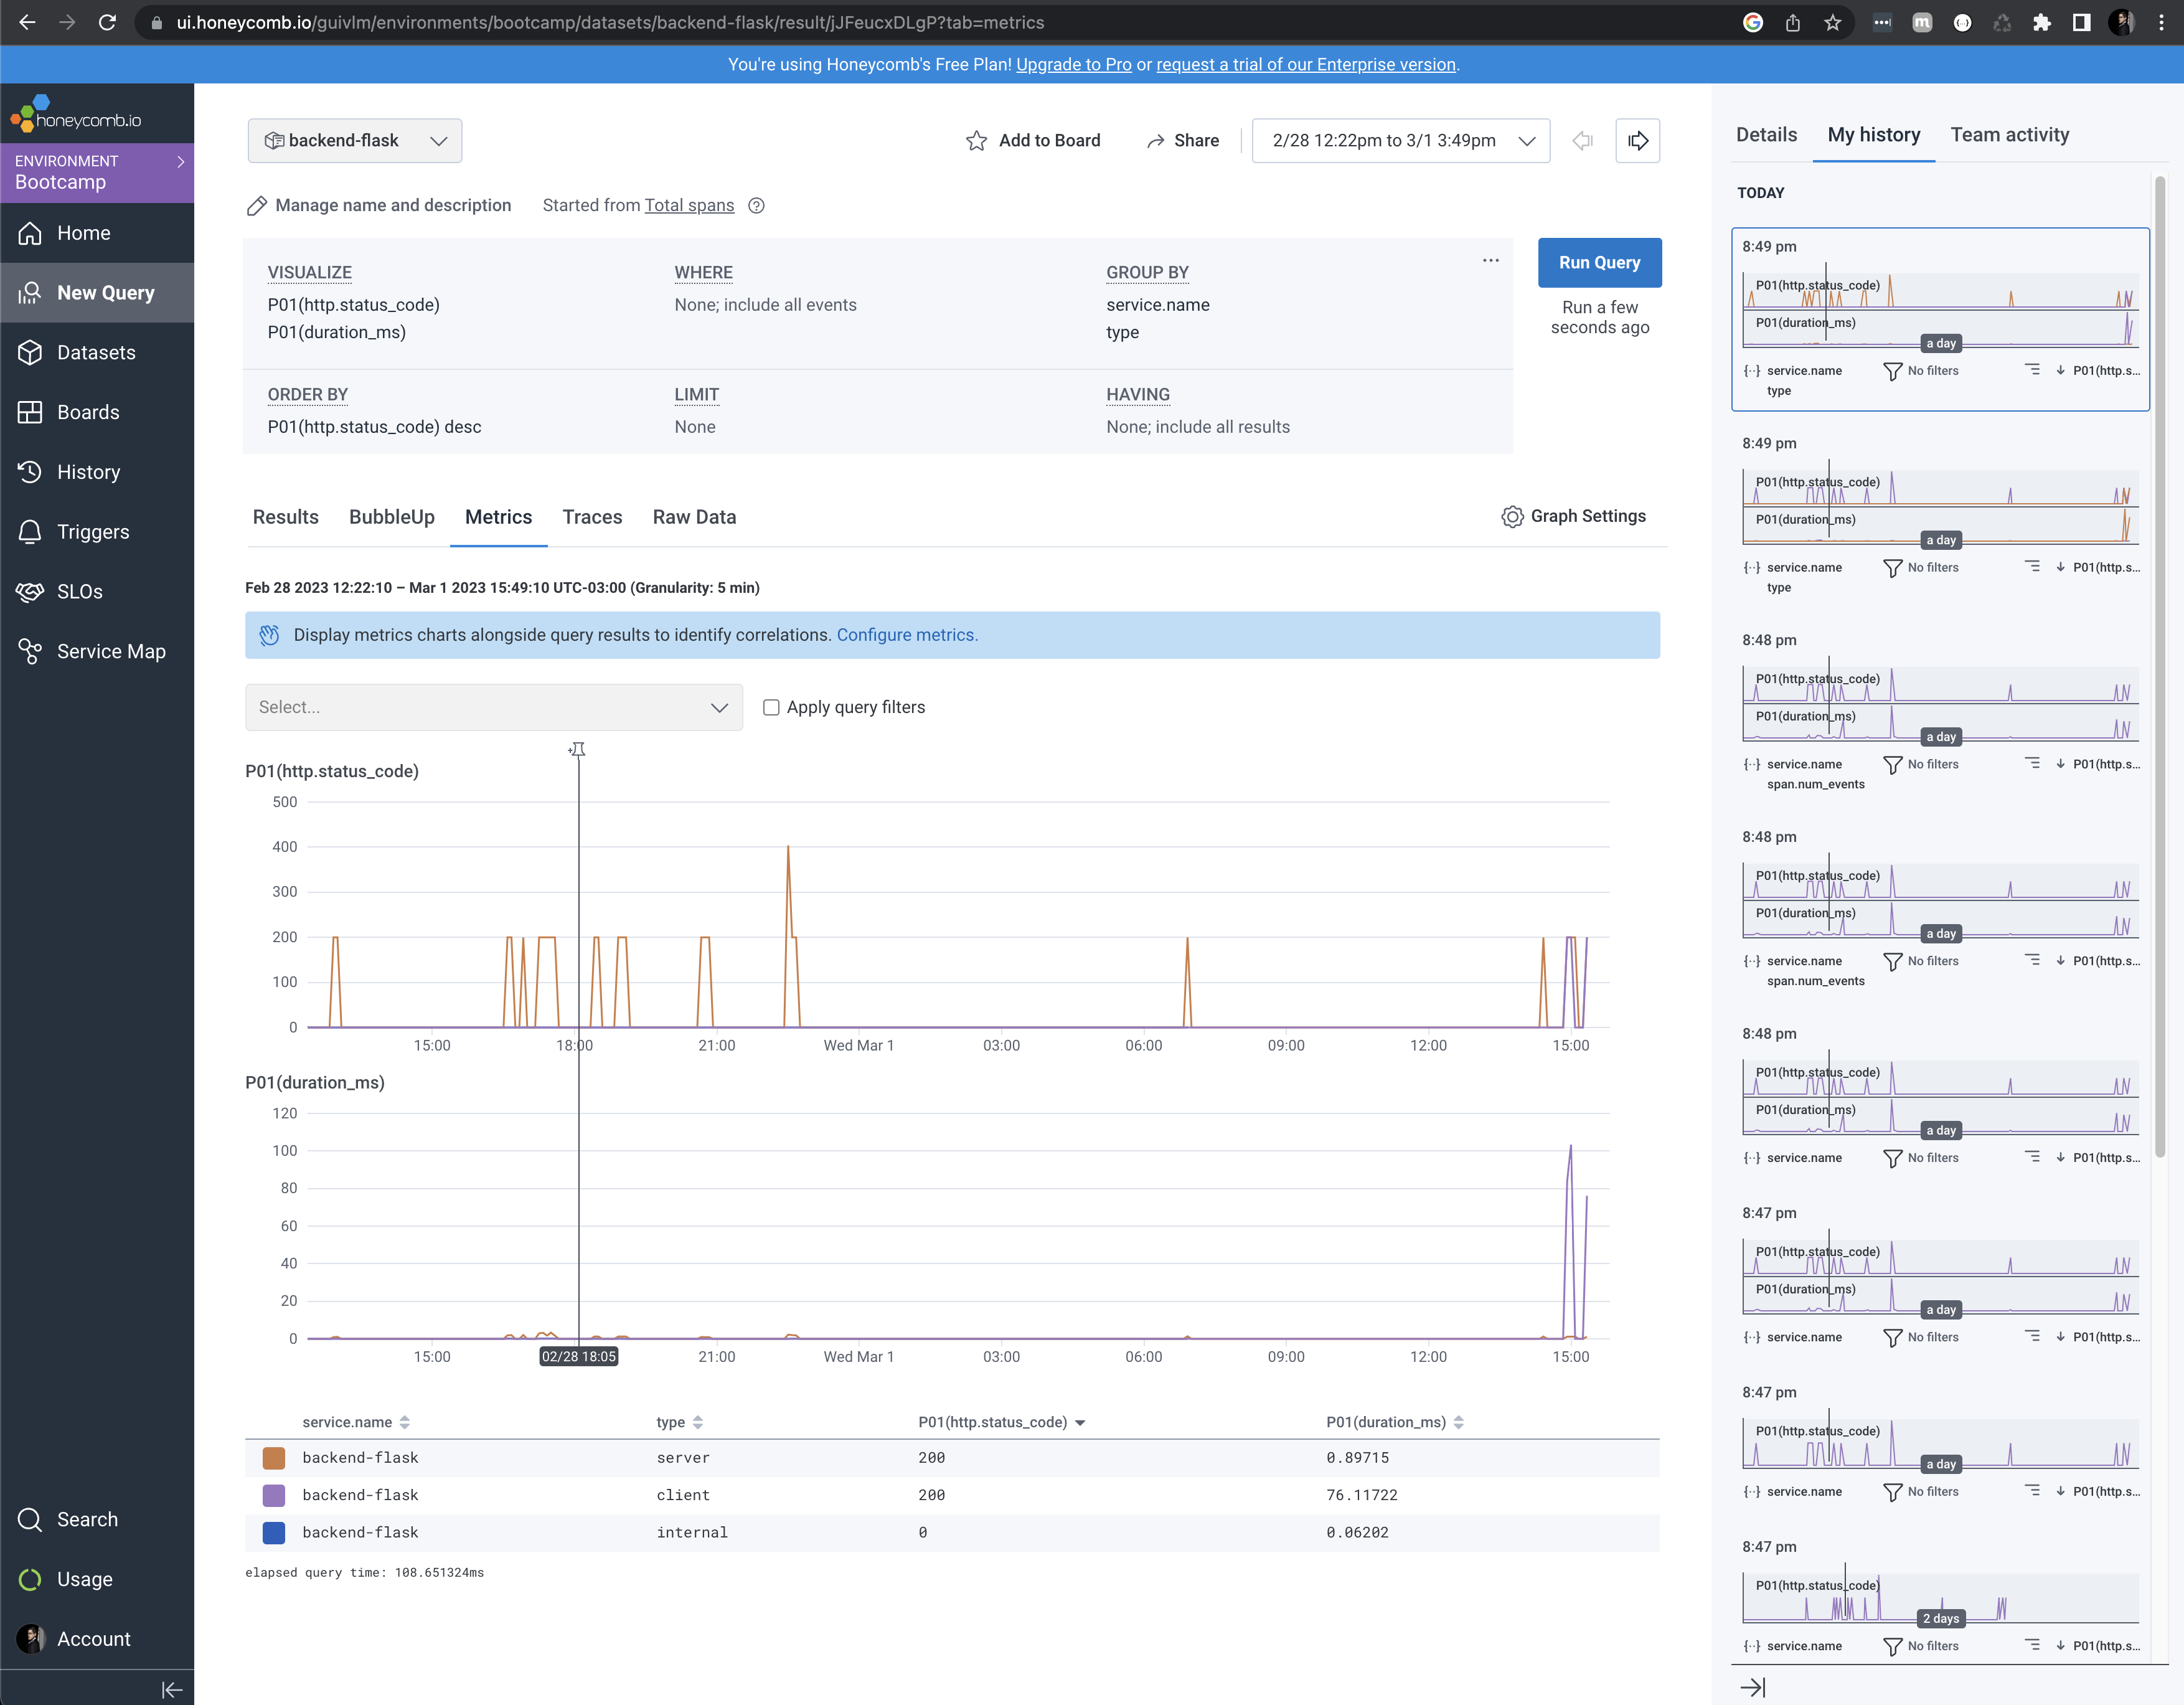 ui.honeycomb.io/guivlm/environments/bootcamp/datasets/backend-flask/result/jJFeucxDLgP?tab=metrics
You're using Honeycomb's Free Plan! Upgrade to Pro or request a trial of our Enterprise version.
honeycomb.io
ENVIRONMENT
Bootcamp
Home
New Query
Datasets
Boards
History
Triggers
SLOs
Service Map
Search
Usage
Account
backend-flask
Add to Board
Share
2/28 12:22pm to 3/1 3:49pm
Manage name and description
Started from Total spans
VISUALIZE
P01(http.status_code)
P01(duration_ms)
WHERE
None; include all events
GROUP BY
service.name
type
ORDER BY
P01(http.status_code) desc
LIMIT
None
HAVING
None; include all results
Run Query
Run a few
seconds ago
Results BubbleUp Metrics Traces Raw Data
Graph Settings
Feb 28 2023 12:22:10 – Mar 1 2023 15:49:10 UTC-03:00 (Granularity: 5 min)
Display metrics charts alongside query results to identify correlations. Configure metrics.
Select...
Apply query filters
P01(http.status_code)
500
400
300
200
100
0
15:00 18:00 21:00 Wed Mar 1 03:00 06:00 09:00 12:00 15:00
P01(duration_ms)
120
100
80
60
40
20
0
15:00 02/28 18:05 21:00 Wed Mar 1 03:00 06:00 09:00 12:00 15:00
service.name type P01(http.status_code) P01(duration_ms)
backend-flask server 200 0.89715
backend-flask client 200 76.11722
backend-flask internal 0 0.06202
elapsed query time: 108.651324ms
Details My history Team activity
TODAY
8:49 pm
P01(http.status_code)
P01(duration_ms)
a day
service.name No filters P01(http.s...
type
8:49 pm
P01(http.status_code)
P01(duration_ms)
a day
service.name No filters P01(http.s...
type
8:48 pm
P01(http.status_code)
P01(duration_ms)
a day
service.name No filters P01(http.s...
span.num_events
8:48 pm
P01(http.status_code)
P01(duration_ms)
a day
service.name No filters P01(http.s...
span.num_events
8:48 pm
P01(http.status_code)
P01(duration_ms)
a day
service.name No filters P01(http.s...
8:47 pm
P01(http.status_code)
P01(duration_ms)
a day
service.name No filters P01(http.s...
8:47 pm
P01(http.status_code)
a day
service.name No filters P01(http.s...
8:47 pm
P01(http.status_code)
2 days
service.name No filters P01(http.s...